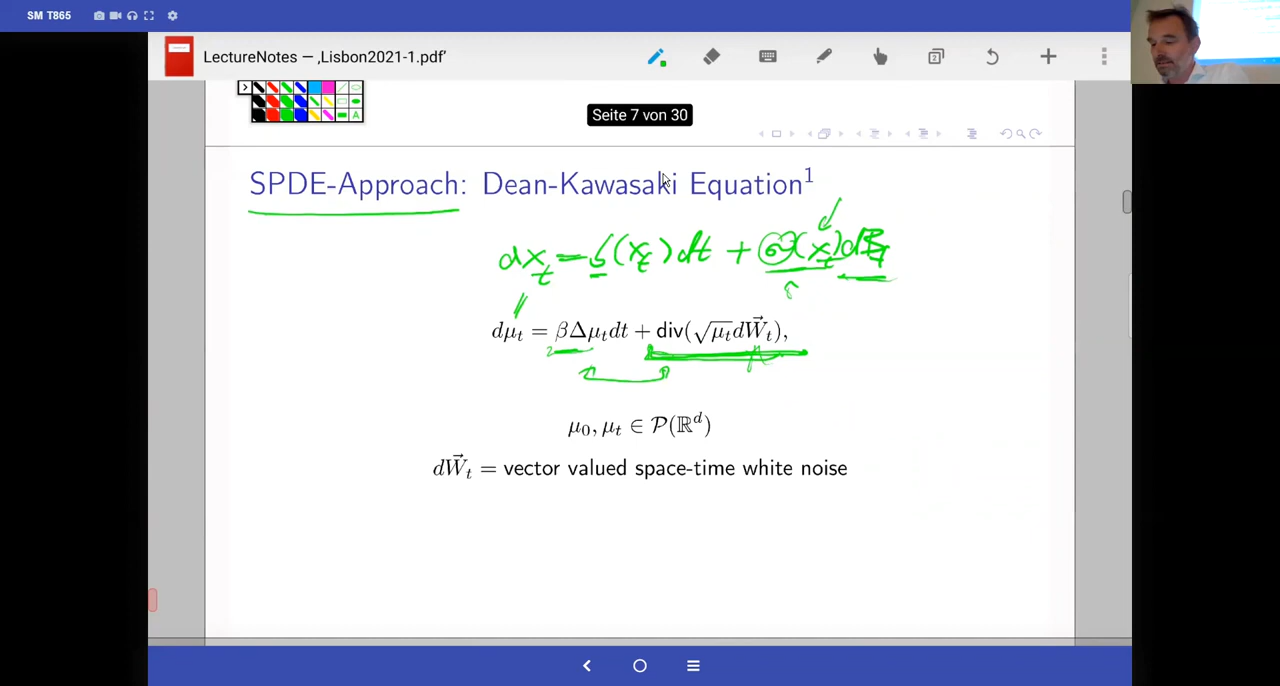 SM T865
LectureNotes — ‚Lisbon2021-1.pdf’
Seite 7 von 30
SPDE-Approach: Dean-Kawasaki Equation¹
dx_t = b(x_t)dt + σ(x_t)dB_t
dμ_t = βΔμ_t dt + div(√μ_t dW⃗_t),
μ_0, μ_t ∈ P(ℝ^d)
dW⃗_t = vector valued space-time white noise